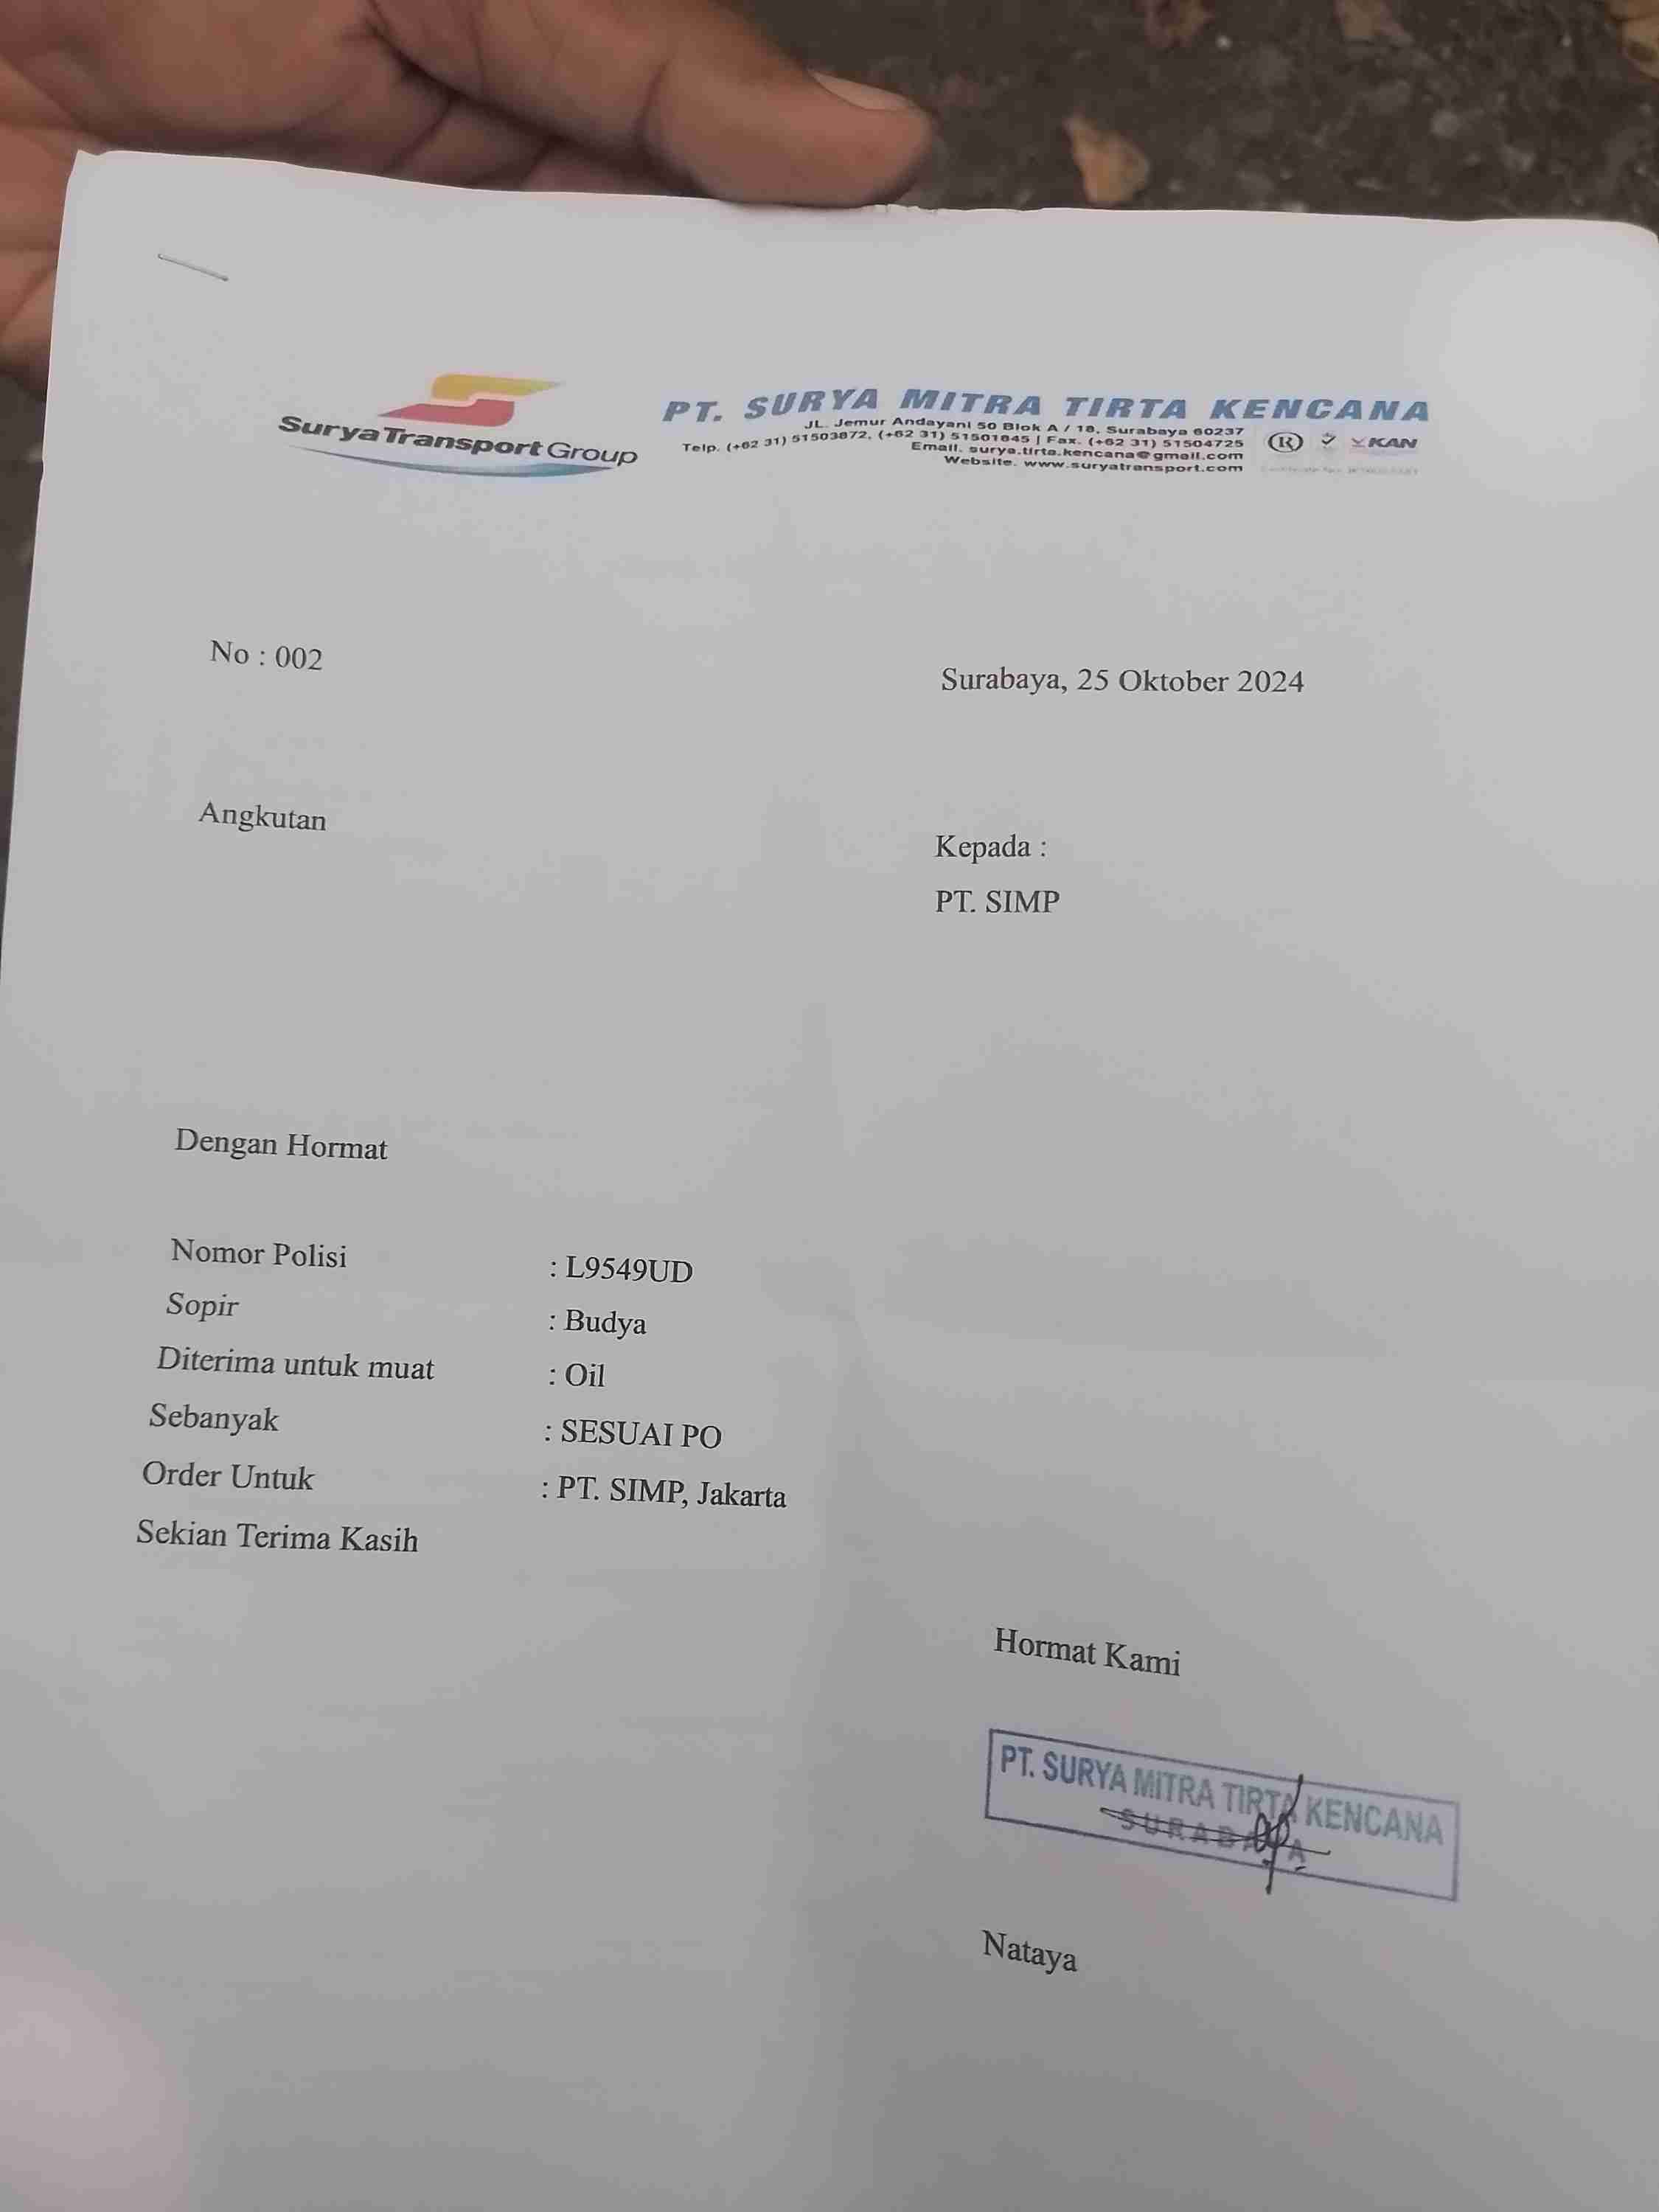 SuryaTransportGroup
PT. SURYA MITRA TIRTA KENCANA
JL. Jemur Andayani 50 Blok A / 18, Surabaya 60237
Telp. (+62 31) 51503872, (+62 31) 51501645 | Fax. (+62 31) 51504725
Email. surya.tirta.kencana@gmail.com
Website. www.suryatransport.com
R
KAN
No : 002
Surabaya, 25 Oktober 2024
Angkutan
Kepada :
PT. SIMP
Dengan Hormat
Nomor Polisi : L9549UD
Sopir : Budya
Diterima untuk muat : Oil
Sebanyak : SESUAI PO
Order Untuk : PT. SIMP, Jakarta
Sekian Terima Kasih
Hormat Kami
PT. SURYA MITRA TIRTA KENCANA
SURABAYA
Nataya